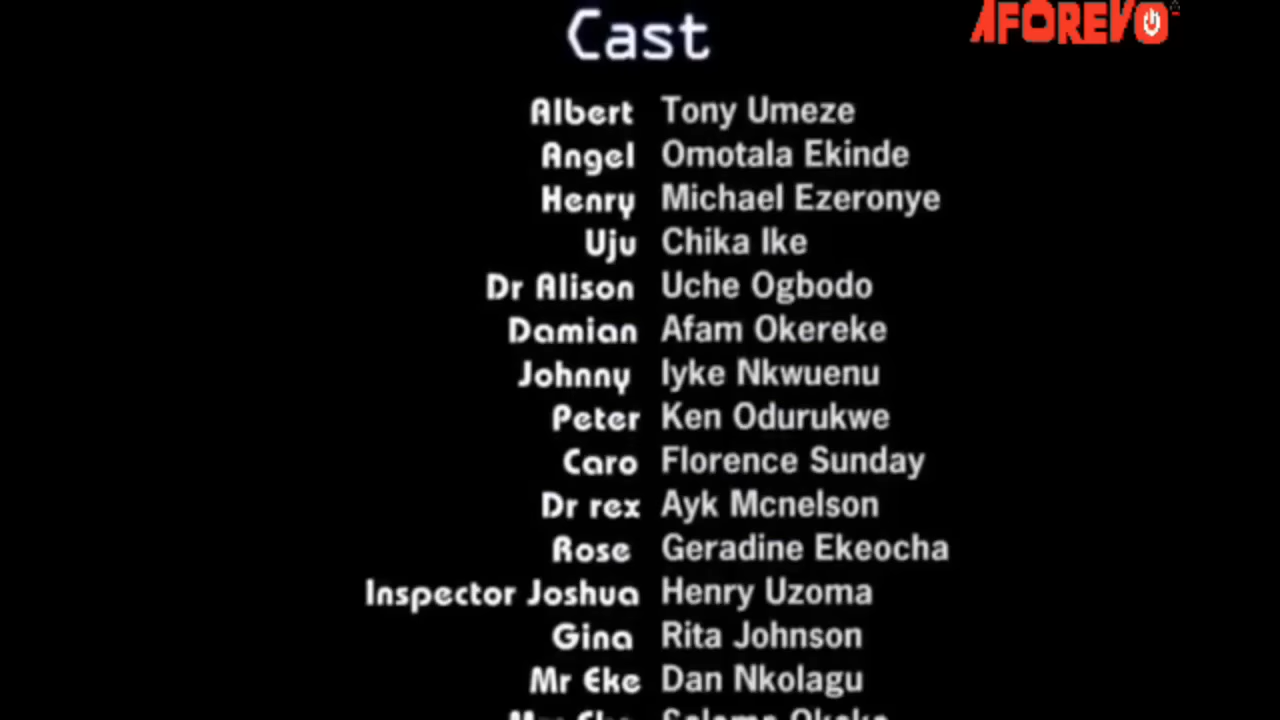 Cast
AFOREVO
Albert Tony Umeze
Angel Omotala Ekinde
Henry Michael Ezeronye
Uju Chika Ike
Dr Alison Uche Ogbodo
Damian Afam Okereke
Johnny Iyke Nkwuenu
Peter Ken Odurukwe
Caro Florence Sunday
Dr rex Ayk Mcnelson
Rose Geradine Ekeocha
Inspector Joshua Henry Uzoma
Gina Rita Johnson
Mr Eke Dan Nkolagu